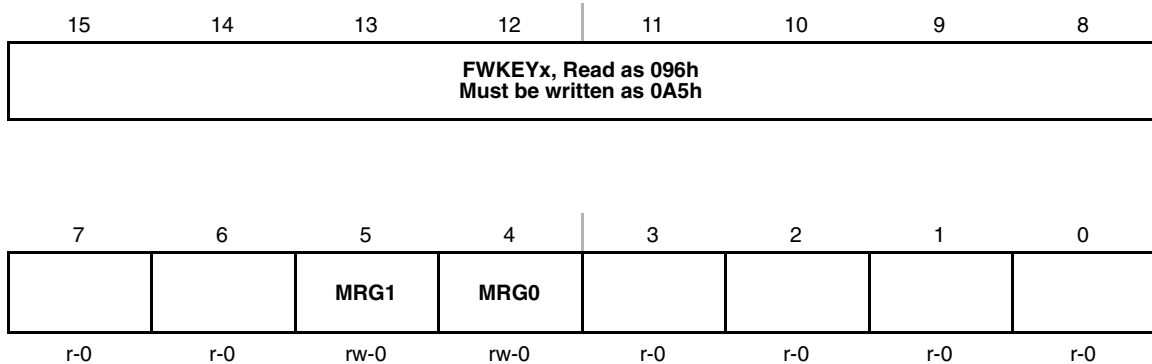 15 14 13 12 11 10 9 8
FWKEYx, Read as 096h
Must be written as 0A5h
7 6 5 4 3 2 1 0
MRG1 MRG0
r-0 r-0 rw-0 rw-0 r-0 r-0 r-0 r-0